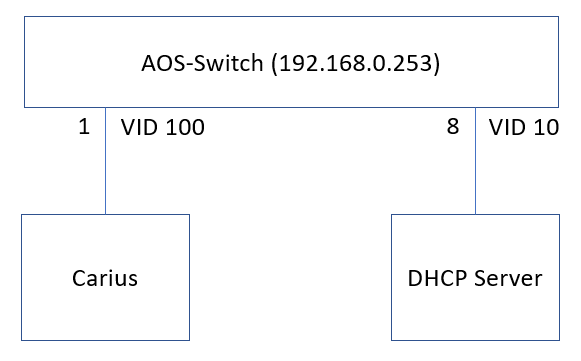 AOS-Switch (192.168.0.253)
1 VID 100
8 VID 10
Carius
DHCP Server